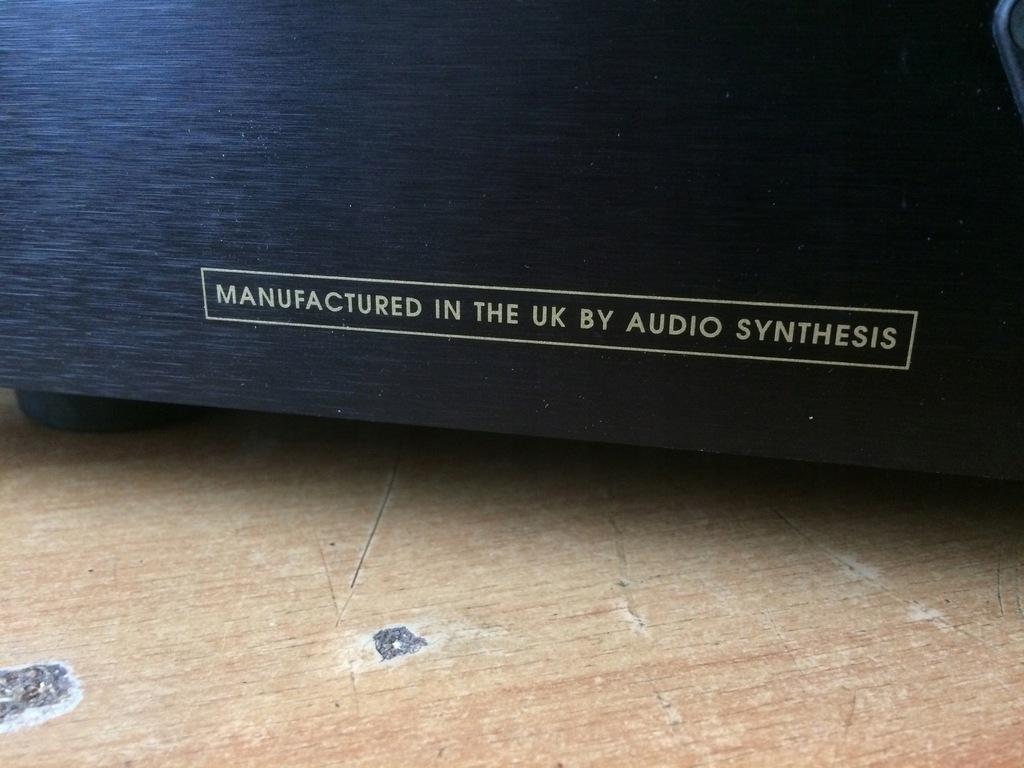 MANUFACTURED IN THE UK BY AUDIO SYNTHESIS